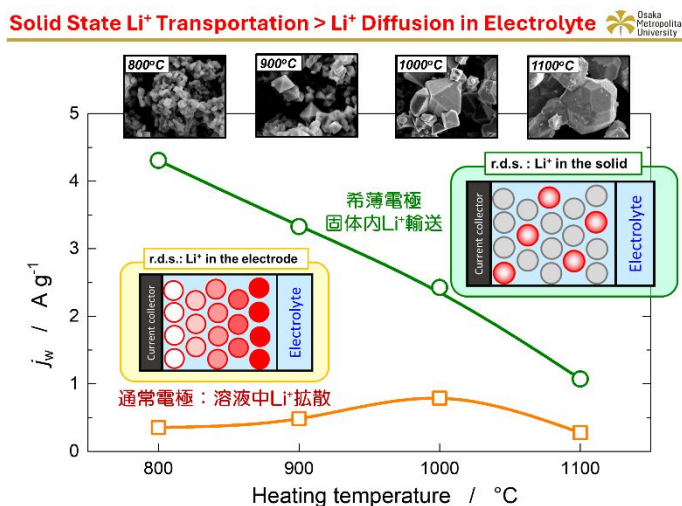 Solid State Li⁺ Transportation > Li⁺ Diffusion in Electrolyte
Osaka
Metropolitan
University
800°C
900°C
1000°C
1100°C
5
4
3
2
1
0
j_w / A g⁻¹
r.d.s. : Li⁺ in the solid
Current collector
Electrolyte
希薄電極
固体内Li⁺輸送
r.d.s.: Li⁺ in the electrode
Current collector
Electrolyte
通常電極：溶液中Li⁺拡散
800
900
1000
1100
Heating temperature / °C